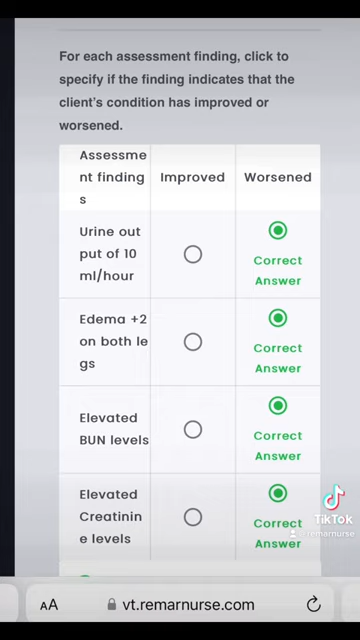 For each assessment finding, click to
specify if the finding indicates that the
client's condition has improved or
worsened.
Assessme
nt finding
s
Improved
Worsened
Urine out
put of 10
ml/hour
Correct
Answer
Edema +2
on both le
gs
Correct
Answer
Elevated
BUN levels
Correct
Answer
Elevated
Creatinin
e levels
Correct
Answer
TikTok
@remarnurse
AA
vt.remarnurse.com